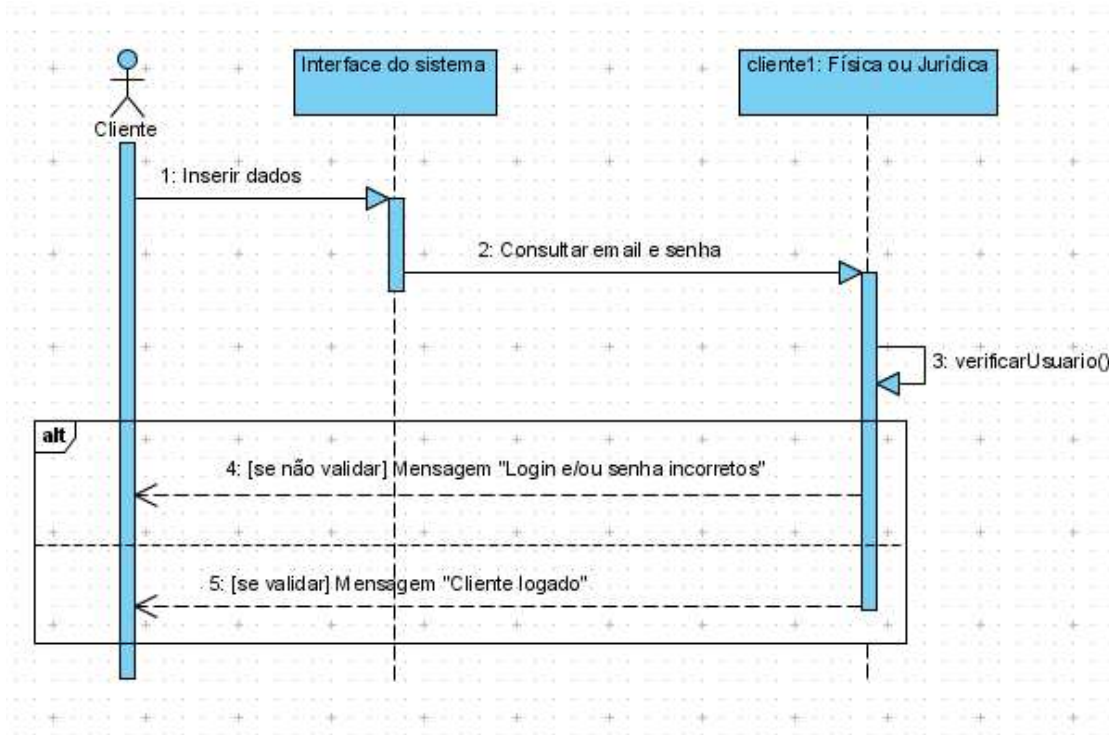 Interface do sistema
cliente1: Física ou Jurídica
Cliente
1: Inserir dados
2: Consultar email e senha
3: verificarUsuario()
alt
4: [se não validar] Mensagem "Login e/ou senha incorretos"
5: [se validar] Mensagem "Cliente logado"